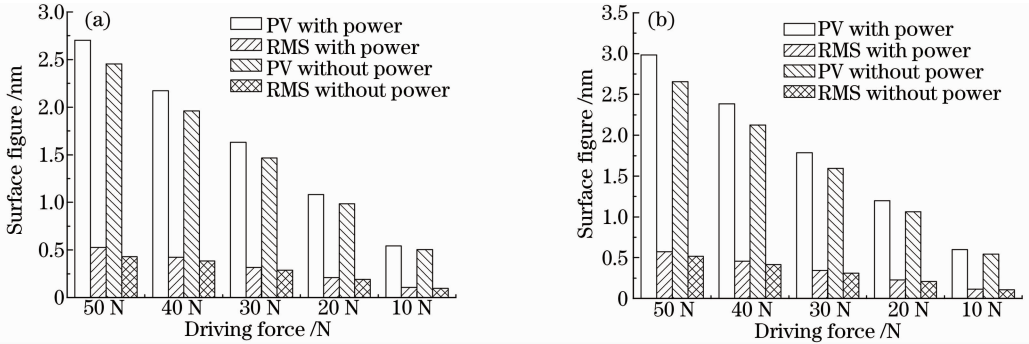 (a)
PV with power
RMS with power
PV without power
RMS without power
Surface figure /nm
3.0
2.5
2.0
1.5
1.0
0.5
0
50 N 40 N 30 N 20 N 10 N
Driving force /N
(b)
PV with power
RMS with power
PV without power
RMS without power
Surface figure /nm
3.5
3.0
2.5
2.0
1.5
1.0
0.5
0
50 N 40 N 30 N 20 N 10 N
Driving force /N